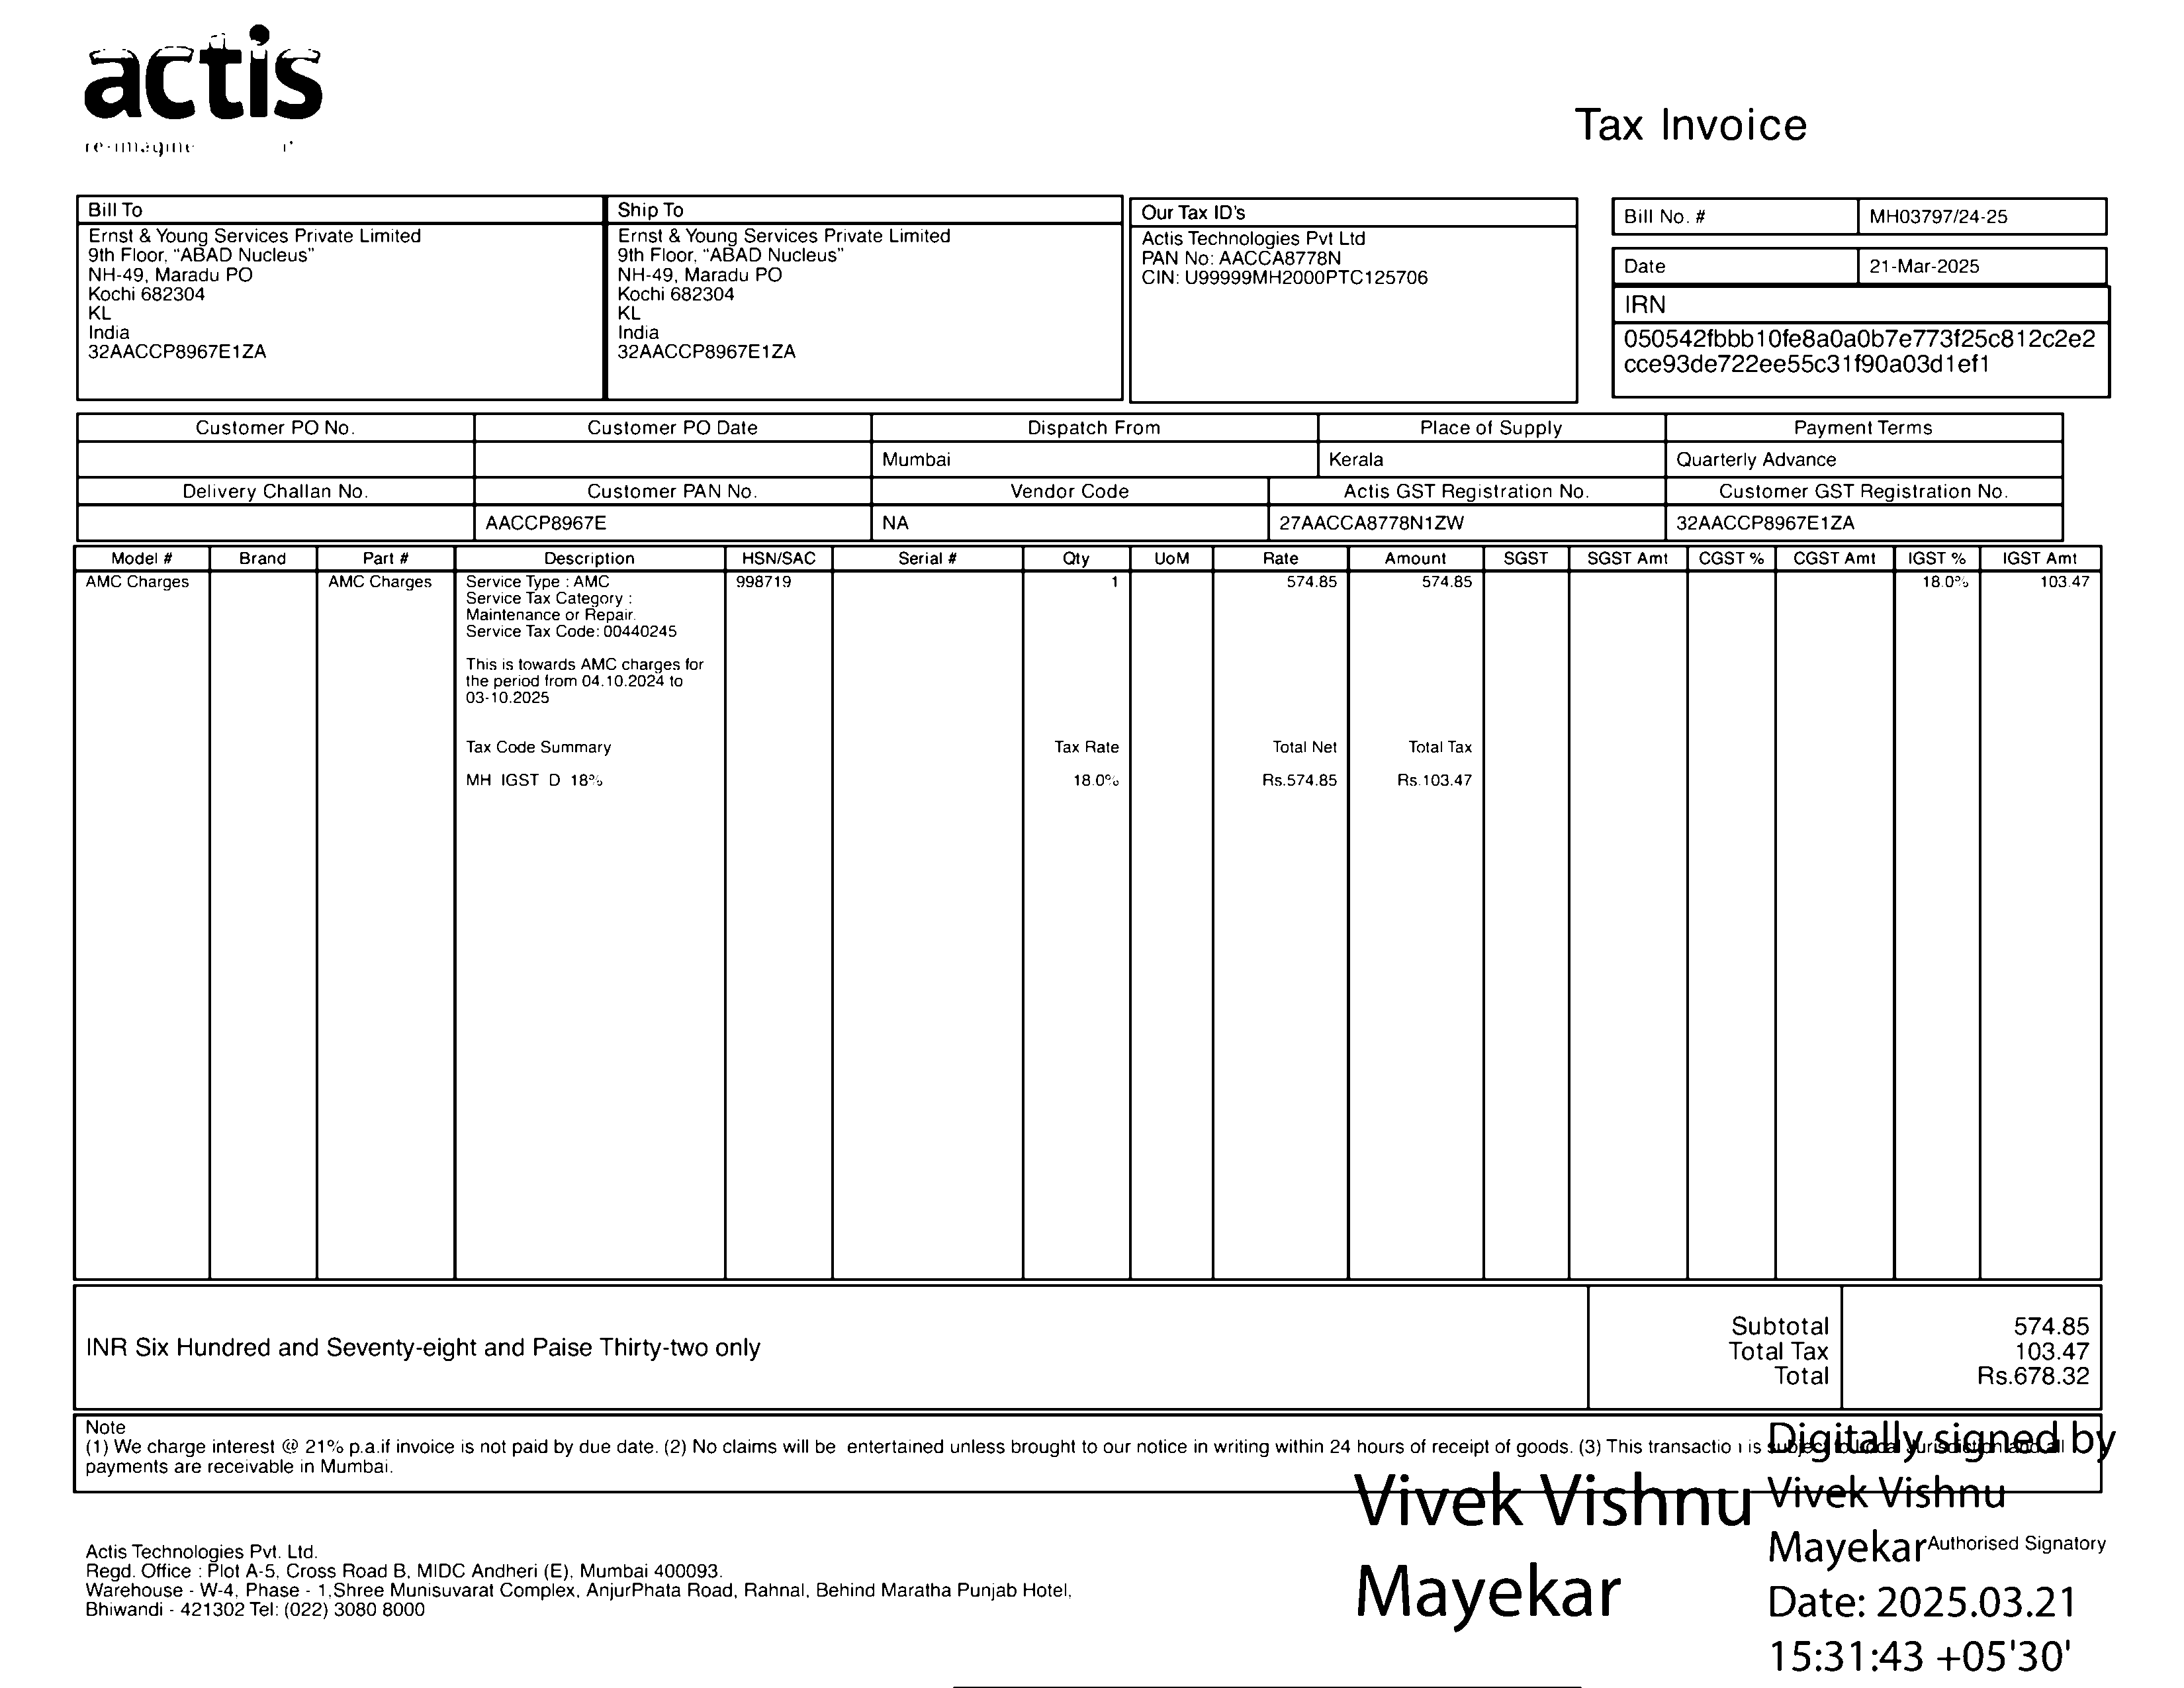 actis
Tax Invoice
Bill To
Ernst & Young Services Private Limited
9th Floor, "ABAD Nucleus"
NH-49, Maradu PO
Kochi 682304
KL
India
32AACCP8967E1ZA
Ship To
Ernst & Young Services Private Limited
9th Floor, "ABAD Nucleus"
NH-49, Maradu PO
Kochi 682304
KL
India
32AACCP8967E1ZA
Our Tax ID's
Actis Technologies Pvt Ltd
PAN No: AACCA8778N
CIN: U99999MH2000PTC125706
Bill No. # MH03797/24-25
Date 21-Mar-2025
IRN
050542fbbb10fe8a0a0b7e773f25c812c2e2
cce93de722ee55c31f90a03d1ef1
Customer PO No. Customer PO Date Dispatch From Place of Supply Payment Terms
Mumbai Kerala Quarterly Advance
Delivery Challan No. Customer PAN No. Vendor Code Actis GST Registration No. Customer GST Registration No.
AACCP8967E NA 27AACCA8778N1ZW 32AACCP8967E1ZA
Model # Brand Part # Description HSN/SAC Serial # Qty UoM Rate Amount SGST SGST Amt CGST % CGST Amt IGST % IGST Amt
AMC Charges AMC Charges Service Type : AMC 998719 1 574.85 574.85 18.0% 103.47
Service Tax Category :
Maintenance or Repair.
Service Tax Code: 00440245
This is towards AMC charges for
the period from 04.10.2024 to
03-10.2025
Tax Code Summary Tax Rate Total Net Total Tax
MH IGST D 18% 18.0% Rs.574.85 Rs.103.47
INR Six Hundred and Seventy-eight and Paise Thirty-two only
Subtotal 574.85
Total Tax 103.47
Total Rs.678.32
Note
(1) We charge interest @ 21% p.a.if invoice is not paid by due date. (2) No claims will be entertained unless brought to our notice in writing within 24 hours of receipt of goods. (3) This is subject to Local Jurisdiction and all
payments are receivable in Mumbai.
Vivek Vishnu
Mayekar
Digitally signed by
Vivek Vishnu
Mayekar
Date: 2025.03.21
15:31:43 +05'30'
Authorised Signatory
Actis Technologies Pvt. Ltd.
Regd. Office : Plot A-5, Cross Road B, MIDC Andheri (E), Mumbai 400093.
Warehouse - W-4, Phase - 1,Shree Munisuvarat Complex, AnjurPhata Road, Rahnal, Behind Maratha Punjab Hotel,
Bhiwandi - 421302 Tel: (022) 3080 8000